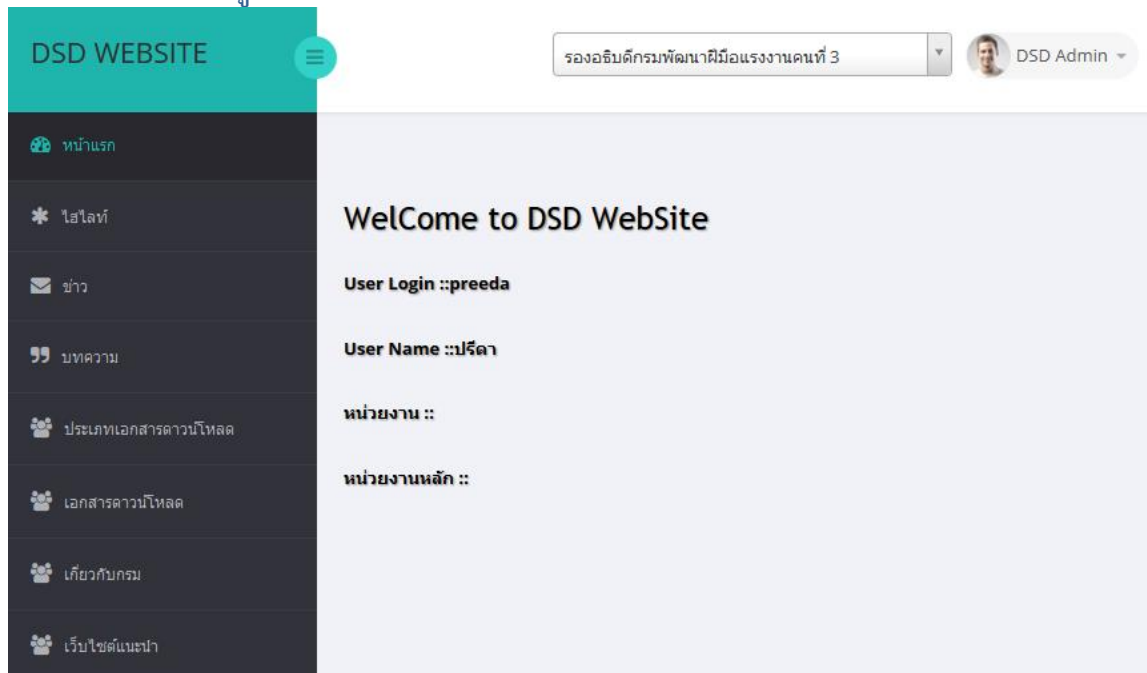 DSD WEBSITE
รองอธิบดีกรมพัฒนาฝีมือแรงงานคนที่ 3
DSD Admin
หน้าแรก
ไฮไลท์
ข่าว
บทความ
ประเภทเอกสารดาวน์โหลด
เอกสารดาวน์โหลด
เกี่ยวกับกรม
เว็บไซต์แนะนำ
WelCome to DSD WebSite
User Login ::preeda
User Name ::ปรีดา
หน่วยงาน ::
หน่วยงานหลัก ::